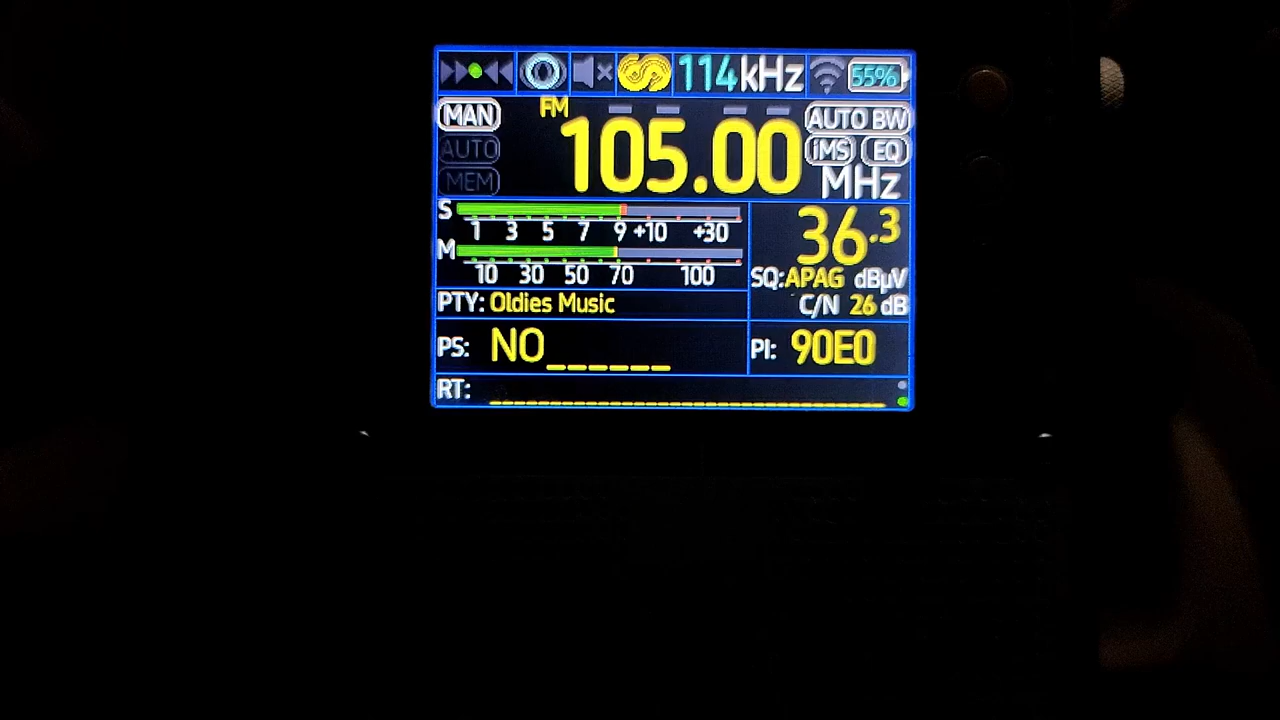 114kHz 55%
MAN FM AUTO BW
AUTO 105.00 iMS EQ
MEM MHz
S
1 3 5 7 9 +10 +30
M
10 30 50 70 100
36.3
SQ:APAG dBµV
C/N 26 dB
PTY: Oldies Music
PS: NO______ PI: 90E0
RT: